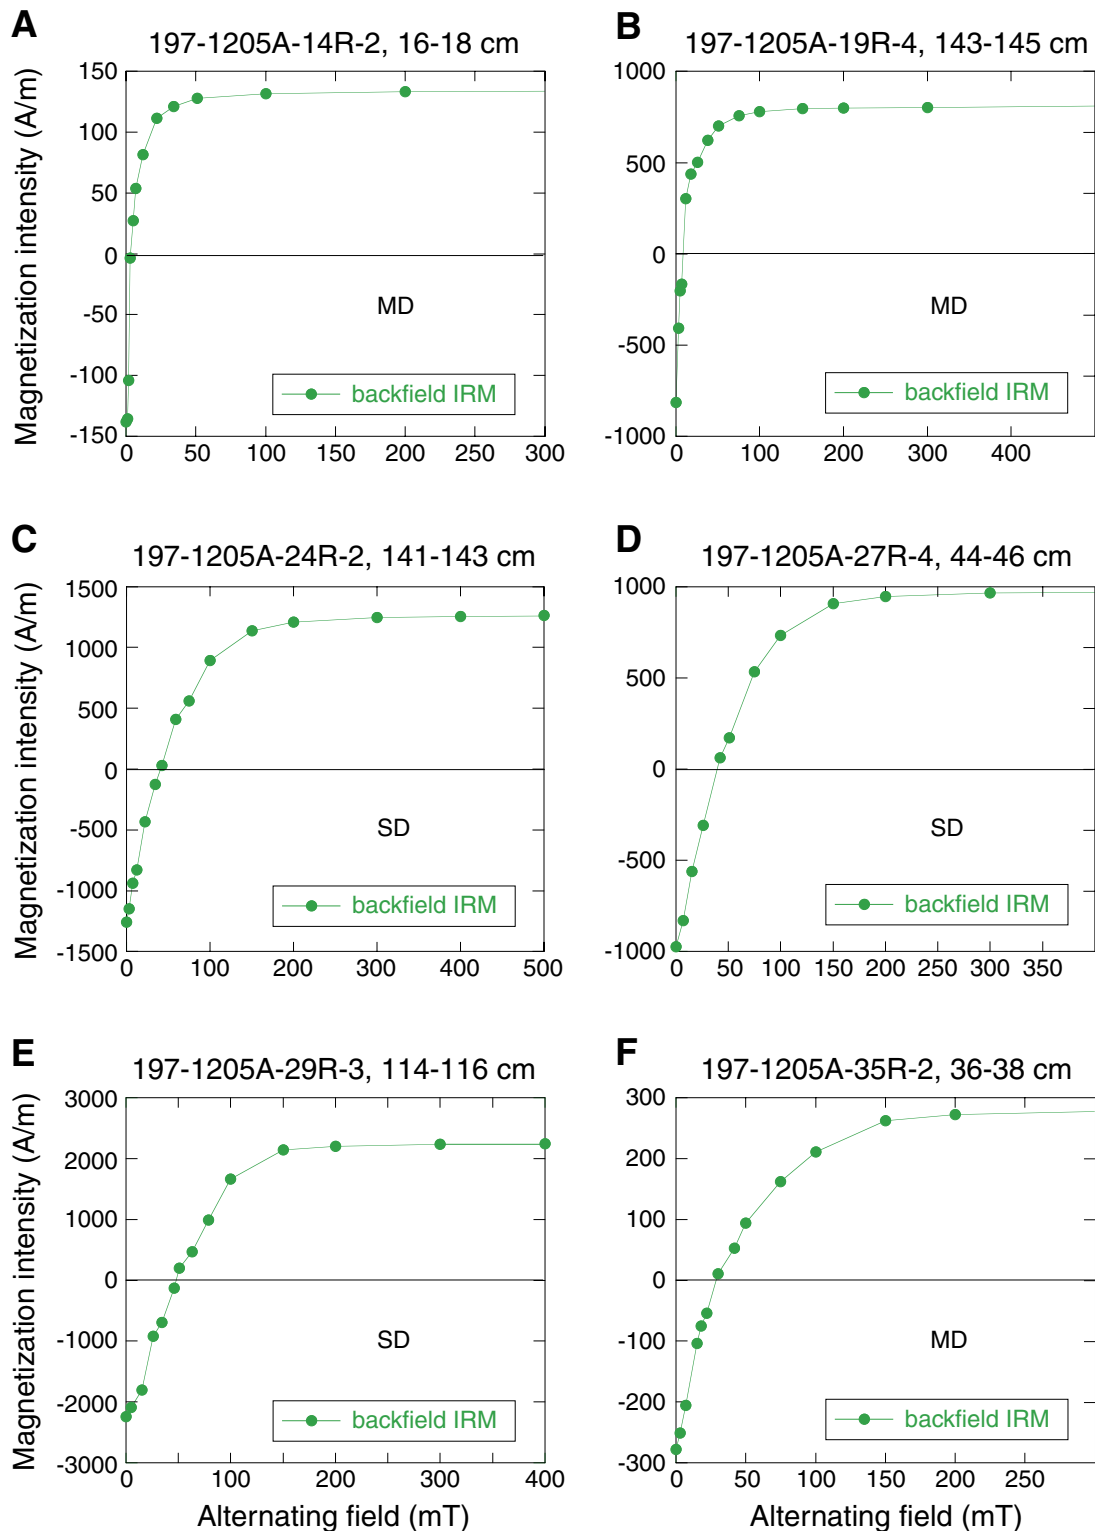 A
197-1205A-14R-2, 16-18 cm
Magnetization intensity (A/m)
150
100
50
0
-50
-100
-150
MD
backfield IRM
0 50 100 150 200 250 300
B
197-1205A-19R-4, 143-145 cm
1000
500
0
-500
-1000
MD
backfield IRM
0 100 200 300 400
C
197-1205A-24R-2, 141-143 cm
Magnetization intensity (A/m)
1500
1000
500
0
-500
-1000
-1500
SD
backfield IRM
0 100 200 300 400 500
D
197-1205A-27R-4, 44-46 cm
1000
500
0
-500
-1000
SD
backfield IRM
0 50 100 150 200 250 300 350
E
197-1205A-29R-3, 114-116 cm
Magnetization intensity (A/m)
3000
2000
1000
0
-1000
-2000
-3000
SD
backfield IRM
0 100 200 300 400
Alternating field (mT)
F
197-1205A-35R-2, 36-38 cm
300
200
100
0
-100
-200
-300
MD
backfield IRM
0 50 100 150 200 250
Alternating field (mT)